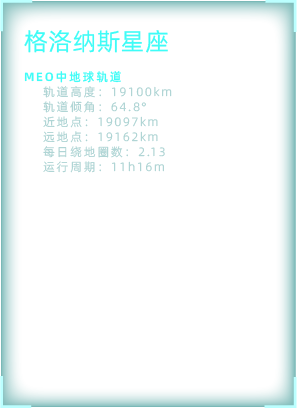 格洛纳斯星座
MEO中地球轨道
轨道高度：19100km
轨道倾角：64.8°
近地点：19097km
远地点：19162km
每日绕地圈数：2.13
运行周期：11h16m